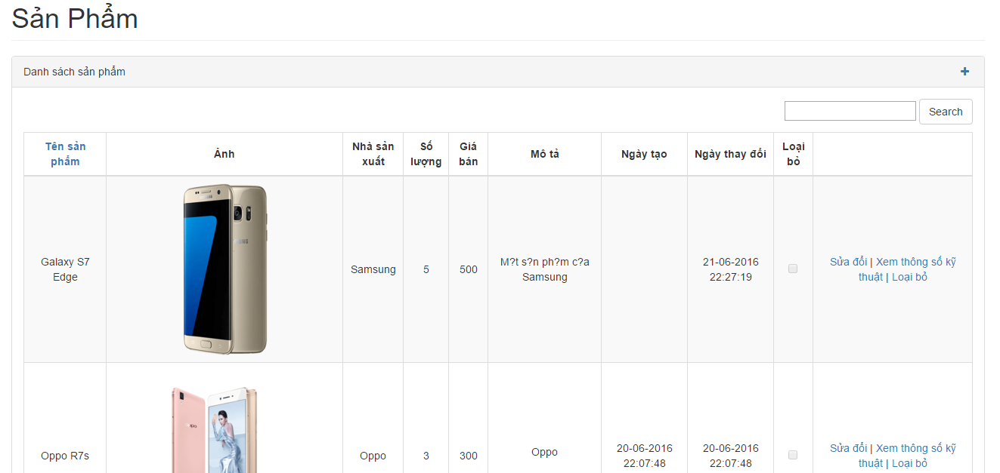 Sản Phẩm
Danh sách sản phẩm
Search
Tên sản
phẩm
Ảnh
Nhà sản
xuất
Số
lượng
Giá
bán
Mô tả
Ngày tạo
Ngày thay đổi
Loại
bỏ
Galaxy S7
Edge
Samsung
5
500
M?t s?n ph?m c?a
Samsung
21-06-2016
22:27:19
Sửa đổi | Xem thông số kỹ
thuật | Loại bỏ
Oppo R7s
Oppo
3
300
Oppo
20-06-2016
22:07:48
20-06-2016
22:07:48
Sửa đổi | Xem thông số kỹ
thuật | Loại bỏ